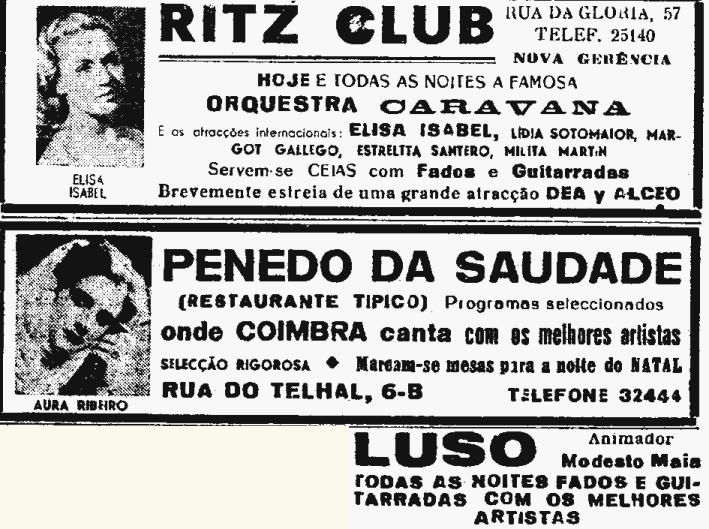 RITZ CLUB
RUA DA GLORIA, 57
TELEF. 25140
NOVA GERÊNCIA
HOJE E TODAS AS NOITES A FAMOSA
ORQUESTRA CARAVANA
E as atracções internacionais: ELISA ISABEL, LIDIA SOTOMAIOR, MAR-
GOT GALLEGO, ESTRELITA SANTERO, MILITA MARTIN
Servem-se CEIAS com Fados e Guitarradas
Brevemente estreia de uma grande atracção DEA y ALCEO
ELISA
ISABEL
PENEDO DA SAUDADE
(RESTAURANTE TIPICO) Programas seleccionados
onde COIMBRA canta com os melhores artistas
SELECÇÃO RIGOROSA ◆ Marcam-se mesas para a noite do NATAL
RUA DO TELHAL, 6-B TELEFONE 32444
AURA RIBEIRO
LUSO
Animador
Modesto Maia
TODAS AS NOITES FADOS E GUI-
TARRADAS COM OS MELHORES
ARTISTAS